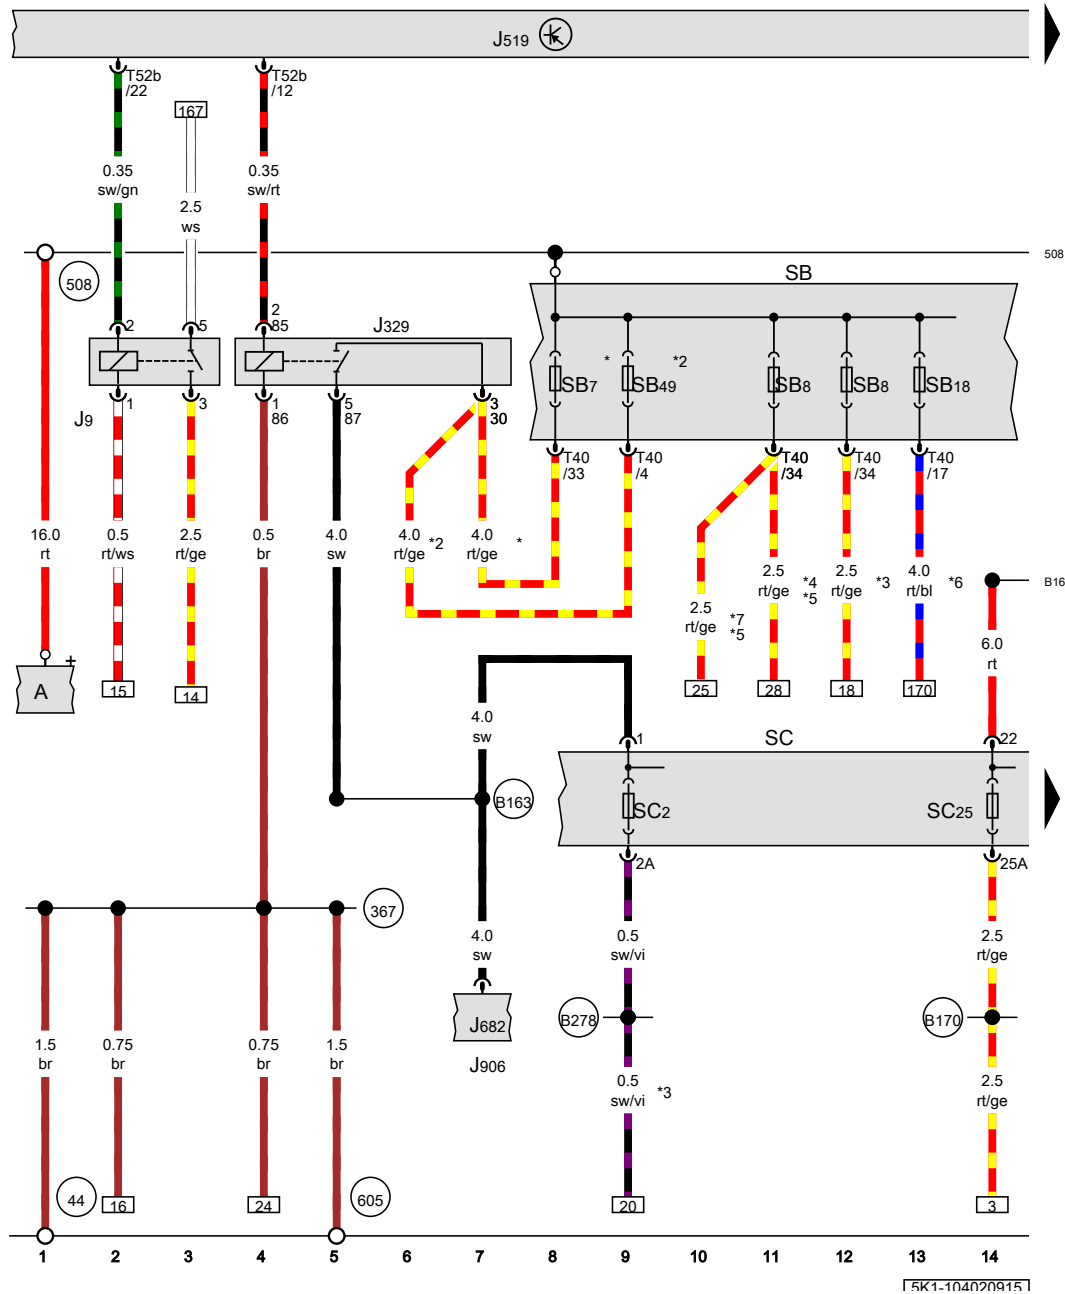 J519
T52b
/22
T52b
/12
167
0.35
sw/gn
0.35
sw/rt
2.5
ws
508
508
SB
2
5
2
85
J329
*
*2
SB7
SB49
SB8
SB8
SB18
J9
1
3
1
86
5
87
3
30
T40
/33
T40
/4
T40
/34
T40
/34
T40
/17
16.0
rt
0.5
rt/ws
2.5
rt/ge
0.5
br
4.0
sw
4.0
rt/ge
*2
4.0
rt/ge
*
2.5
rt/ge
*4
*5
2.5
rt/ge
*3
4.0
rt/bl
*6
B16
2.5
rt/ge
*7
*5
6.0
rt
+
A
15
14
25
28
18
170
4.0
sw
1
SC
22
B163
SC2
SC25
2A
25A
367
4.0
sw
0.5
sw/vi
2.5
rt/ge
J682
B278
B170
J906
1.5
br
0.75
br
0.75
br
1.5
br
0.5
sw/vi
*3
2.5
rt/ge
44
16
24
605
20
3
1 2 3 4 5 6 7 8 9 10 11 12 13 14
5K1-104020915